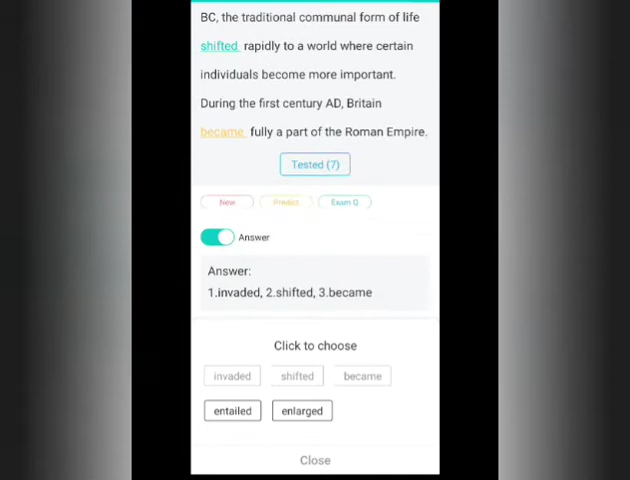 BC, the traditional communal form of life
shifted rapidly to a world where certain
individuals become more important.
During the first century AD, Britain
became fully a part of the Roman Empire.
Tested (7)
New Predict Exam Q
Answer
Answer:
1.invaded, 2.shifted, 3.became
Click to choose
invaded shifted became
entailed enlarged
Close